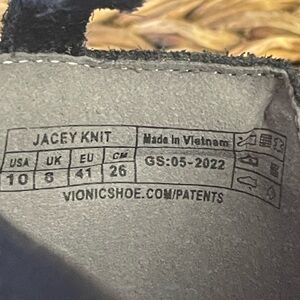 JACEY KNIT Made in Vietnam
USA UK EU CM GS:05-2022
10 8 41 26
VIONICSHOE.COM/PATENTS